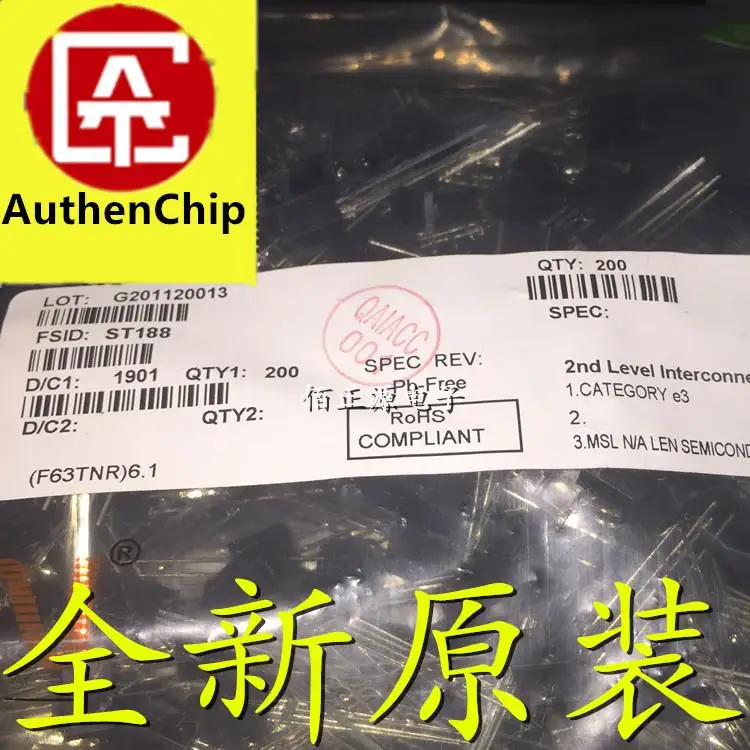 AT
AuthenChip
LOT: G201120013
QTY: 200
FSID: ST188
SPEC:
QAIACC
SPEC REV:
D/C1: 1901 QTY1: 200
Pb-Free
2nd Level Interconne
1.CATEGORY e3
佰正源电子
D/C2:
QTY2:
RoHS
COMPLIANT
2.
3.MSL N/A LEN SEMICOND
(F63TNR)6.1
®
全新原装